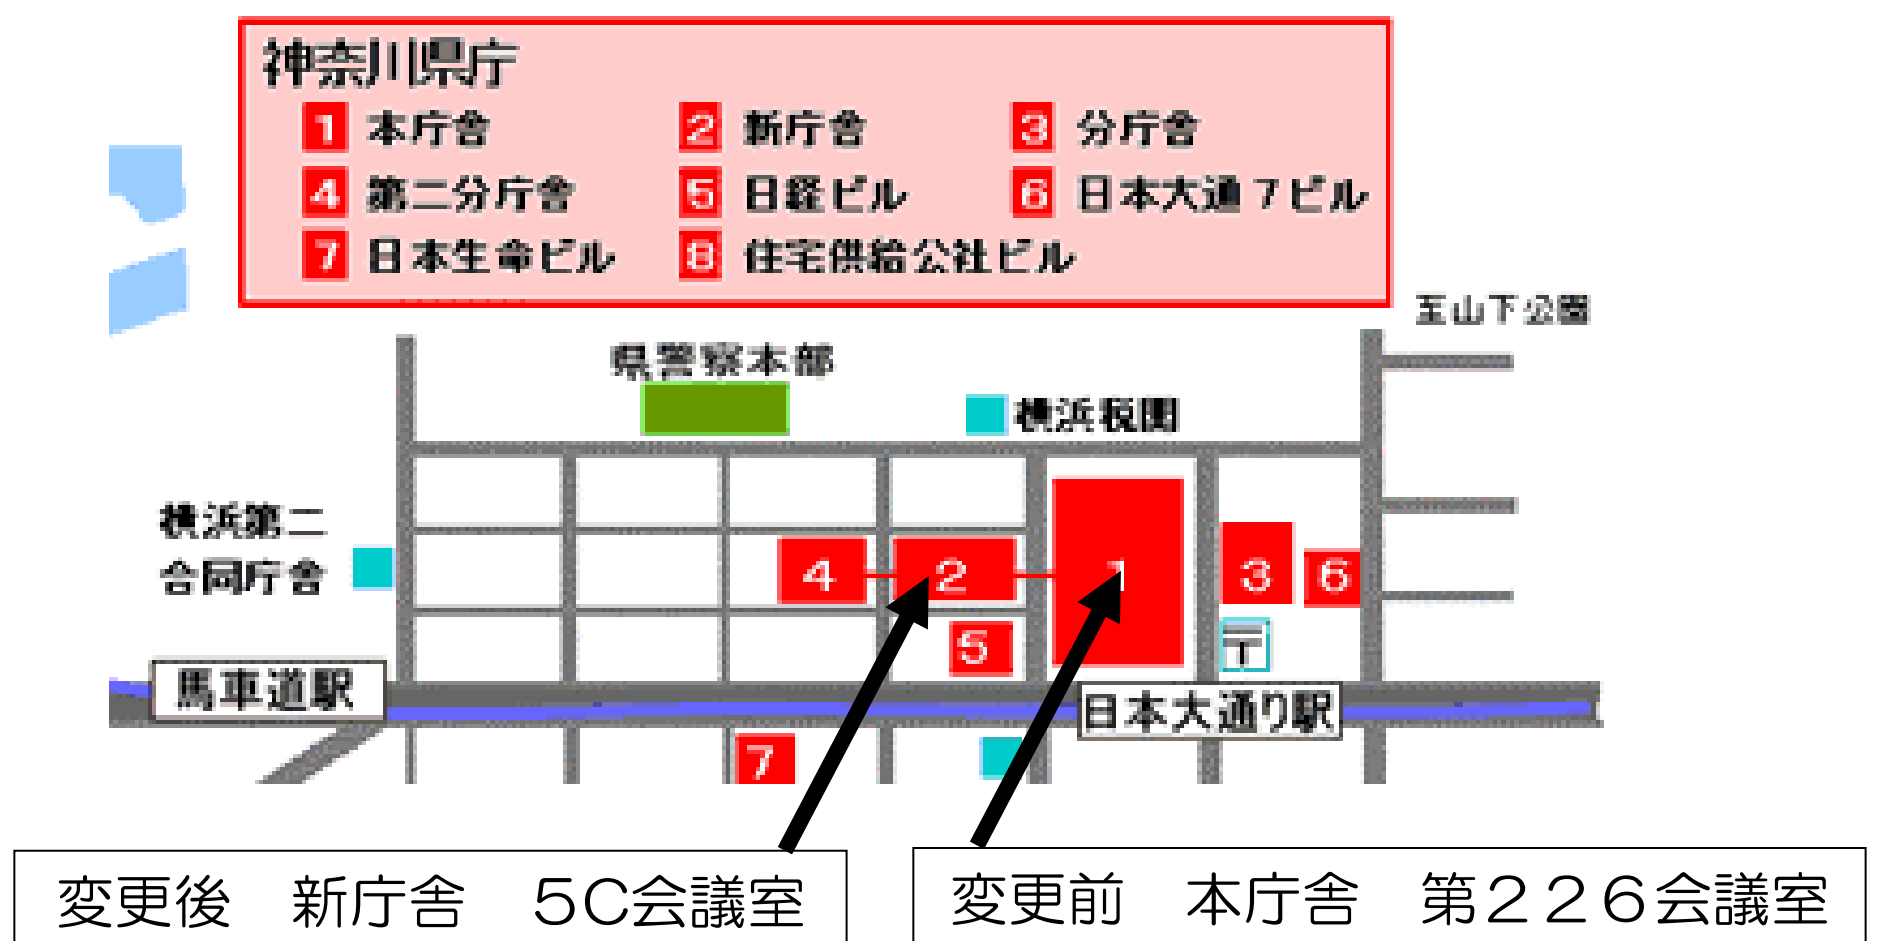 神奈川県庁
1 本庁舎 2 新庁舎 3 分庁舎
4 第二分庁舎 5 日経ビル 6 日本大通7ビル
7 日本生命ビル 8 住宅供給公社ビル
至山下公園
県警察本部
横浜税関
横浜第二
合同庁舎
4 2 1 3 6
5 〒
馬車道駅
日本大通り駅
7
変更後　新庁舎　５C会議室
変更前　本庁舎　第２２６会議室